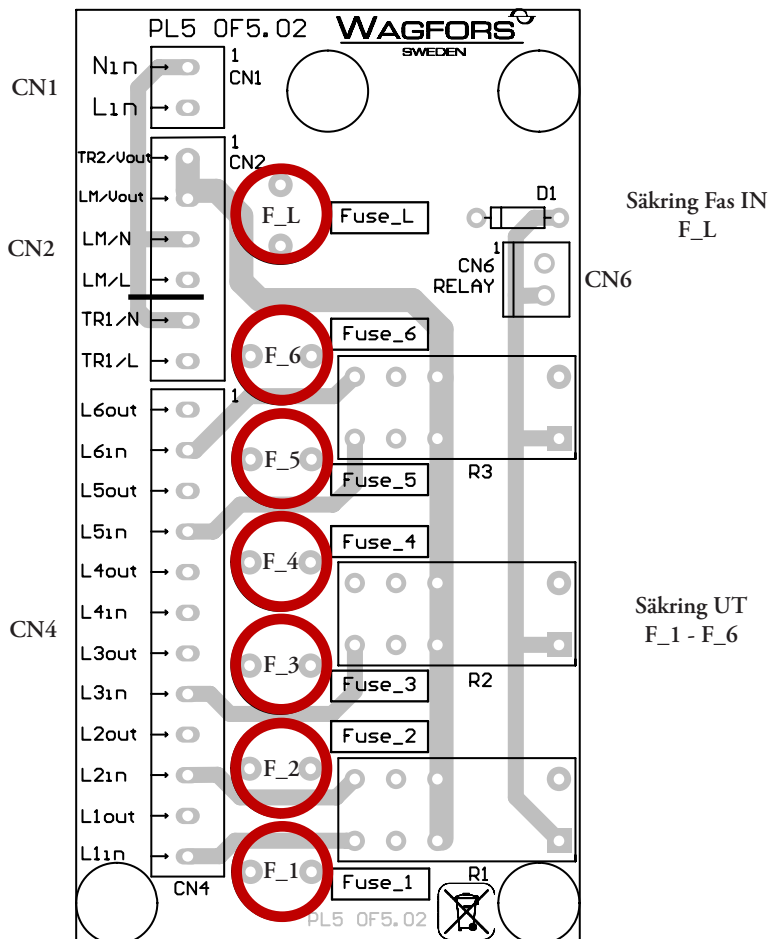 PL5 OF5.02
WAGFORS
SWEDEN
CN1
Nin
Lin
1
CN1
TR2/Vout
LM/Vout
LM/N
LM/L
TR1/N
TR1/L
1
CN2
CN2
F_L
Fuse_L
D1
Säkring Fas IN
F_L
1
CN6
RELAY
CN6
F_6
Fuse_6
L6out
L6in
L5out
L5in
L4out
L4in
L3out
L3in
L2out
L2in
L1out
L1in
1
CN4
CN4
F_5
Fuse_5
R3
F_4
Fuse_4
F_3
Fuse_3
R2
Säkring UT
F_1 - F_6
F_2
Fuse_2
F_1
Fuse_1
R1
PL5 OF5.02